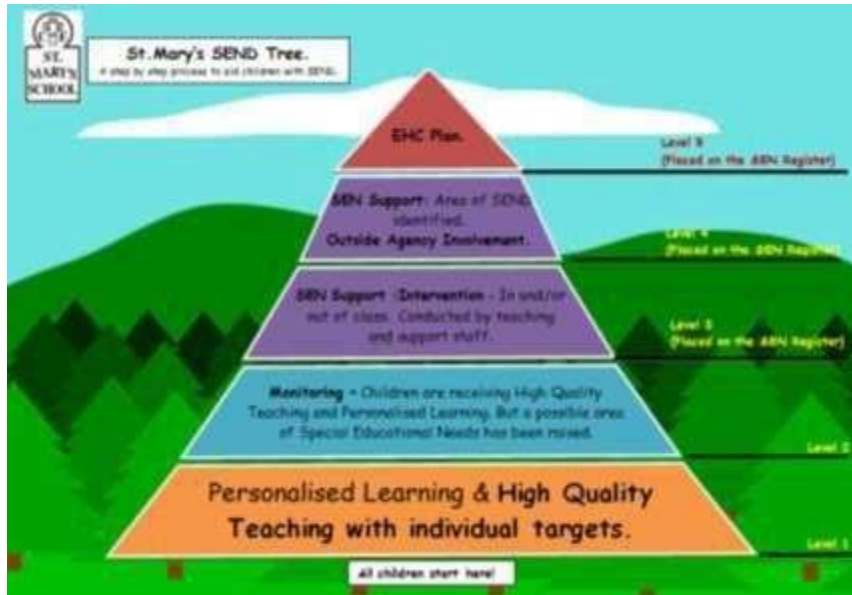 ST.
MARY'S
SCHOOL
St.Mary's SEND Tree.
A step by step process to aid children with SEND.
EHC Plan.
Level 5
(Placed on the SEN Register)
SEN Support: Area of SEND
identified.
Outside Agency Involvement.
Level 4
(Placed on the SEN Register)
SEN Support :Intervention - In and/or
out of class. Conducted by teaching
and support staff.
Level 3
(Placed on the SEN Register)
Monitoring - Children are receiving High Quality
Teaching and Personalised Learning. But a possible area
of Special Educational Needs has been raised.
Level 2
Personalised Learning & High Quality
Teaching with individual targets.
Level 1
All children start here!